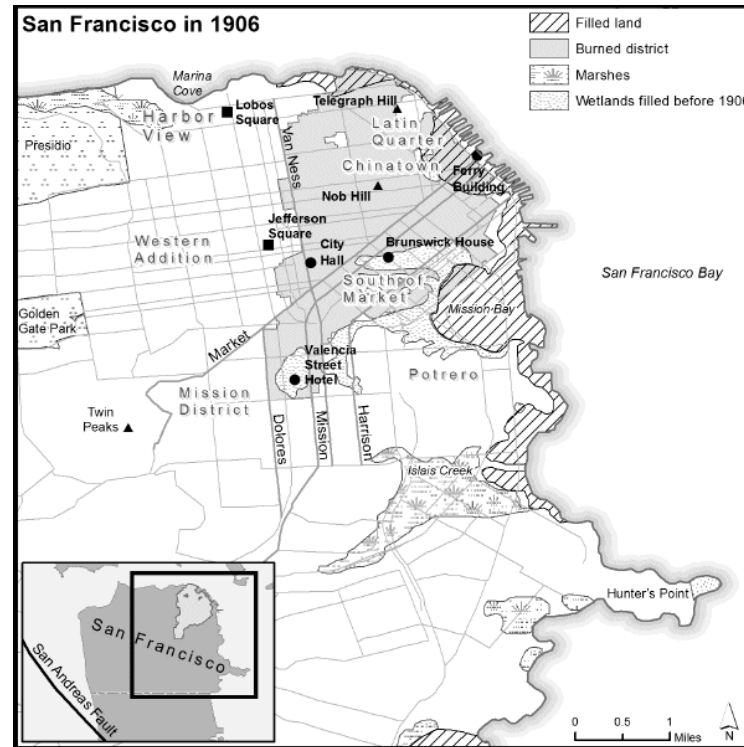 San Francisco in 1906
Filled land
Burned district
Marshes
Wetlands filled before 1906
Marina
Cove
Lobos
Square
Harbor
View
Presidio
Van Ness
Telegraph Hill
Latin
Quarter
Chinatown
Ferry
Building
Nob Hill
Jefferson
Square
Western
Addition
City
Hall
Brunswick House
South of
Market
San Francisco Bay
Mission Bay
Golden
Gate Park
Market
Valencia
Street
Hotel
Potrero
Mission
District
Twin
Peaks
Dolores
Mission
Harrison
Islais Creek
Hunter's Point
San Francisco
San Andreas Fault
0 0.5 1
Miles
N